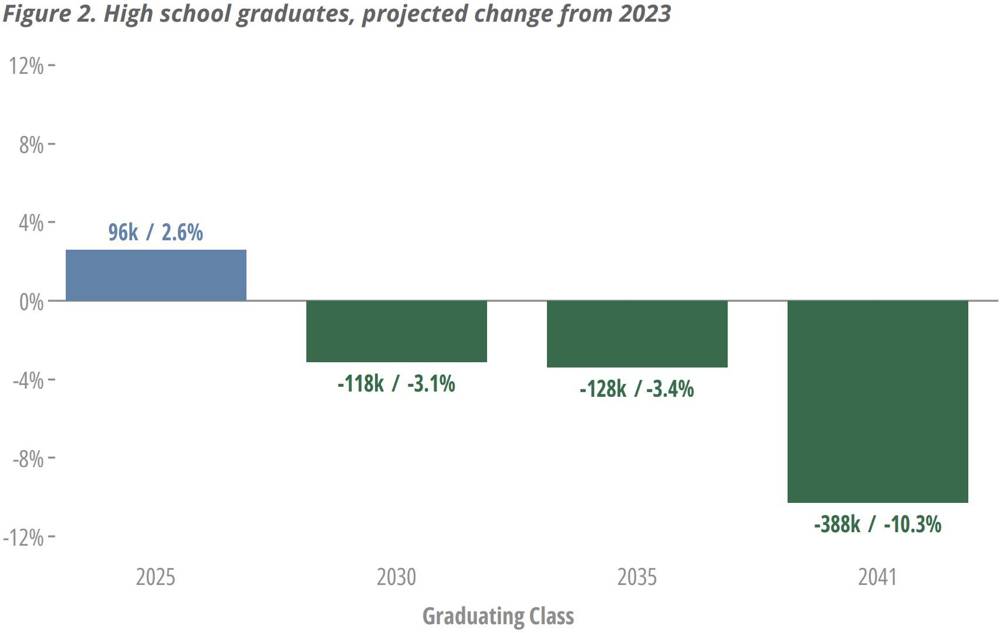 Figure 2. High school graduates, projected change from 2023
12%
8%
4%
0%
-4%
-8%
-12%
96k / 2.6%
-118k / -3.1%
-128k / -3.4%
-388k / -10.3%
2025 2030 2035 2041
Graduating Class